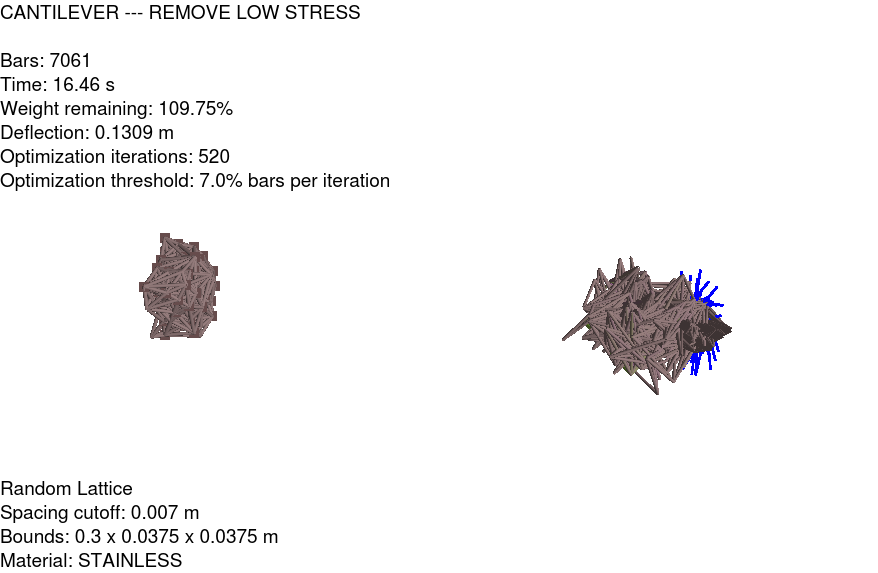 CANTILEVER --- REMOVE LOW STRESS
Bars: 7061
Time: 16.46 s
Weight remaining: 109.75%
Deflection: 0.1309 m
Optimization iterations: 520
Optimization threshold: 7.0% bars per iteration
Random Lattice
Spacing cutoff: 0.007 m
Bounds: 0.3 x 0.0375 x 0.0375 m
Material: STAINLESS